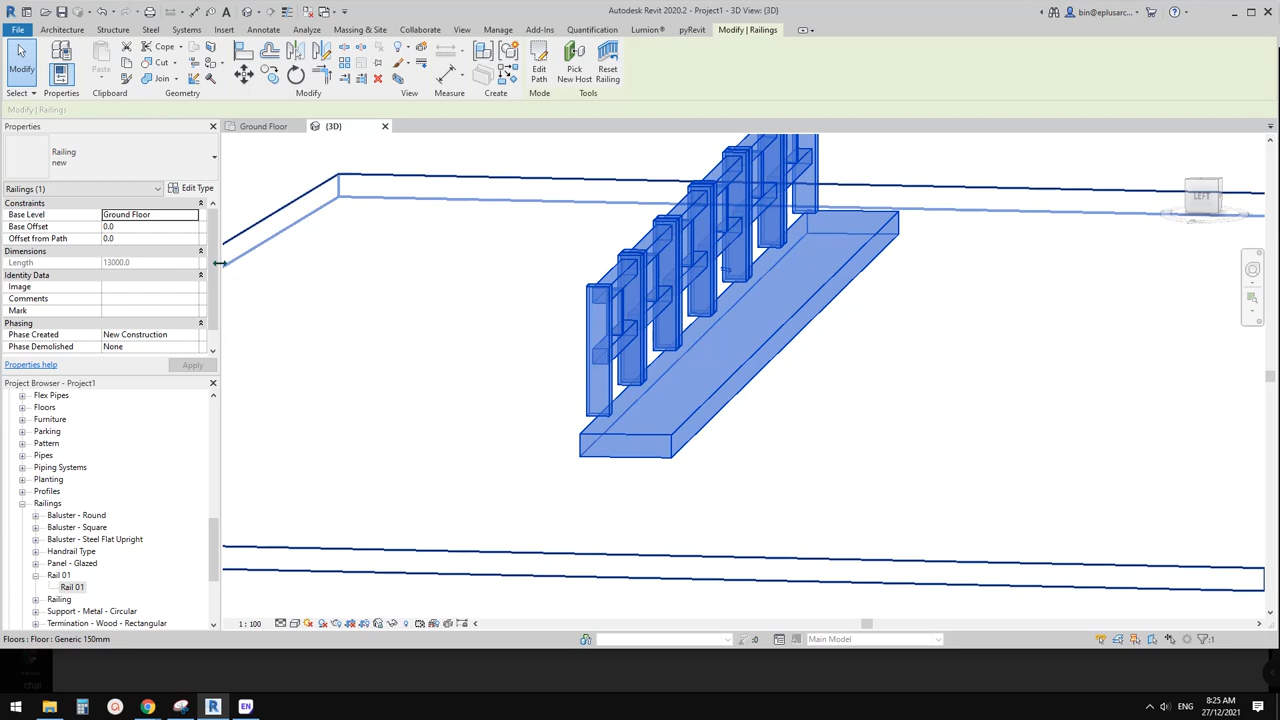 Autodesk Revit 2020.2 - 3D View: {3D}
bin@eplusarc...
File Architecture Structure Steel Systems Insert Annotate Analyze Massing & Site Collaborate View Manage Add-Ins Quantification Lumion® pyRevit Modify | Railings
Modify
Properties
Paste
Cope
Cut
Join
Edit Path
Pick New Host
Reset Railing
Select Properties Clipboard Geometry Modify View Measure Create Mode Tools
Modify | Railings
Properties
Ground Floor
{3D}
Railing
new
Railings (1)
Edit Type
Constraints
Base Level Ground Floor
Base Offset 0.0
Offset from Path 0.0
Dimensions
Length 13000.0
Identity Data
Image
Comments
Mark
Phasing
Phase Created New Construction
Phase Demolished None
Properties help
Apply
LEFT
Project Browser - Project1
Flex Pipes
Floors
Furniture
Parking
Pattern
Pipes
Piping Systems
Planting
Profiles
Railings
Baluster - Round
Baluster - Square
Baluster - Steel Flat Upright
Handrail Type
Panel - Glazed
Rail 01
Rail 01
Railing
Support - Metal - Circular
Termination - Wood - Rectangular
1 : 100
Floors : Floor : Generic 150mm
:0
Main Model
:1
ENG
8:25 AM
27/12/2021
EN